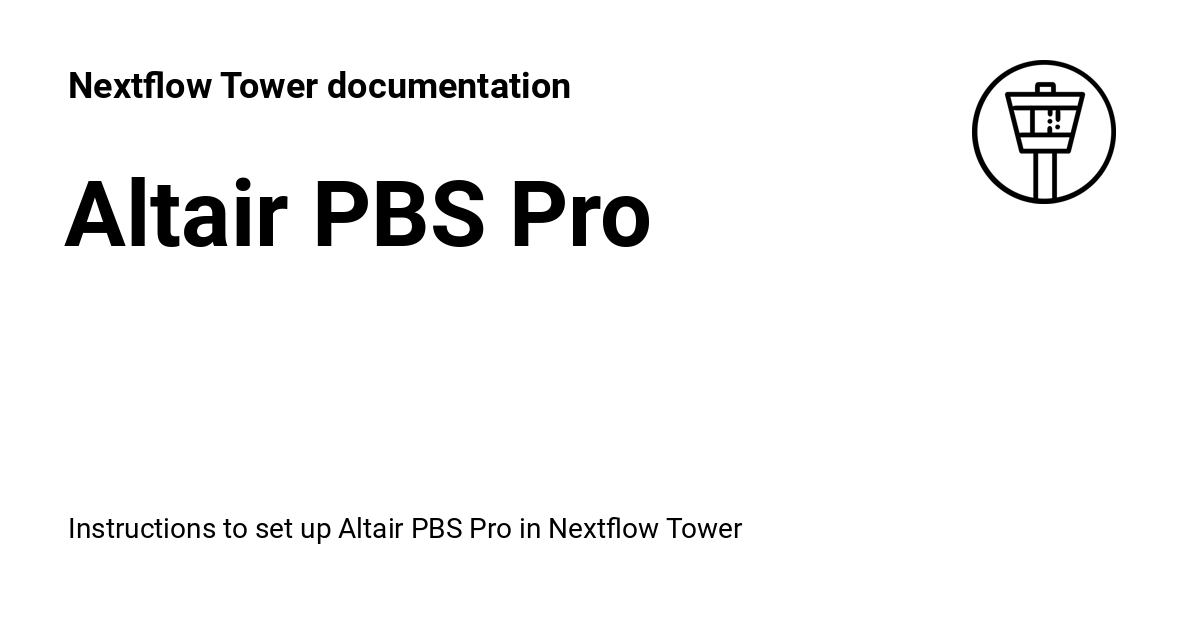 Nextflow Tower documentation
Altair PBS Pro
Instructions to set up Altair PBS Pro in Nextflow Tower